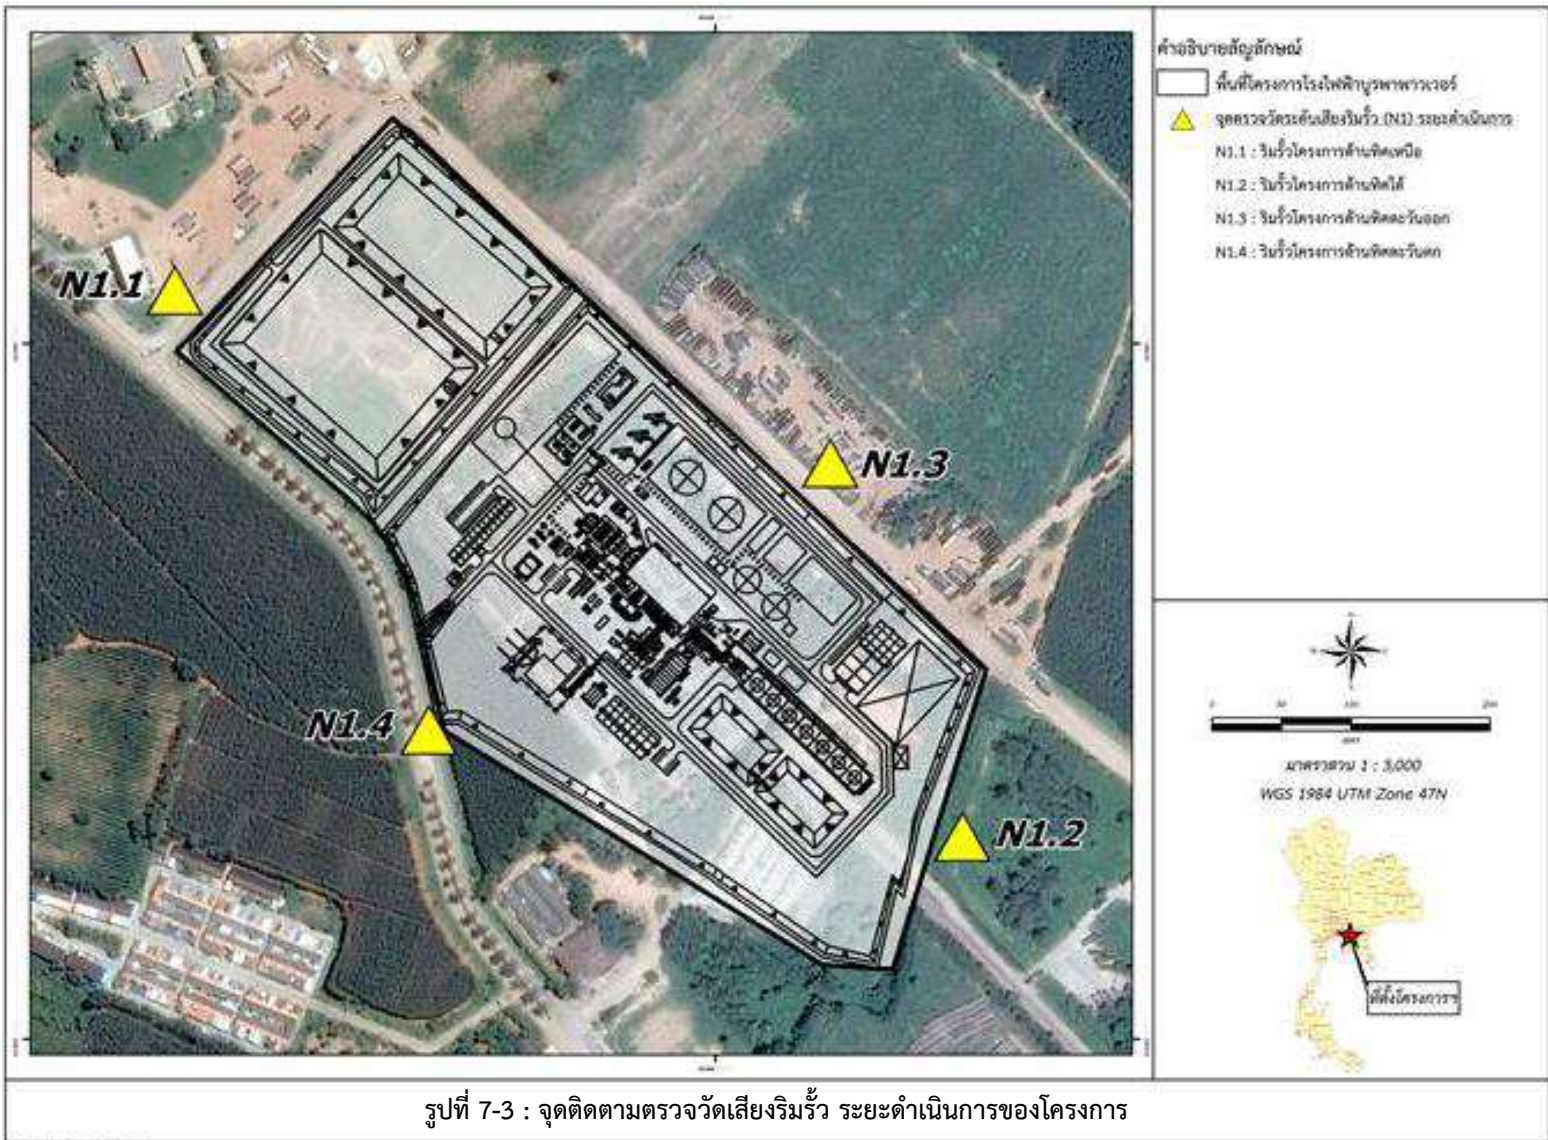 คำอธิบายสัญลักษณ์
พื้นที่โครงการโรงไฟฟ้าบูรพาพาวเวอร์
จุดตรวจวัดระดับเสียงริมรั้ว (N1) ระยะดำเนินการ
N1.1 : ริมรั้วโครงการด้านทิศเหนือ
N1.2 : ริมรั้วโครงการด้านทิศใต้
N1.3 : ริมรั้วโครงการด้านทิศตะวันออก
N1.4 : ริมรั้วโครงการด้านทิศตะวันตก
N1.1
N1.3
N1.4
N1.2
มาตราส่วน 1 : 3,000
WGS 1984 UTM Zone 47N
ที่ตั้งโครงการฯ
รูปที่ 7-3 : จุดติดตามตรวจวัดเสียงริมรั้ว ระยะดำเนินการของโครงการ